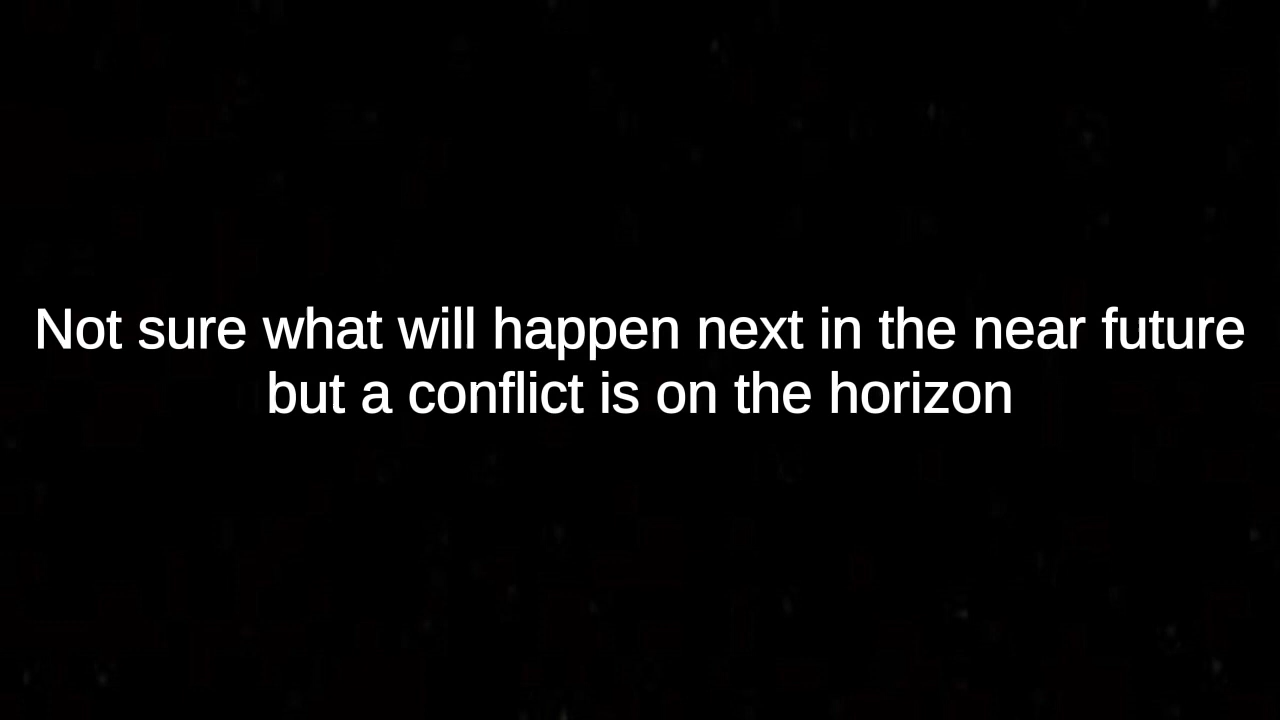 Not sure what will happen next in the near future
but a conflict is on the horizon